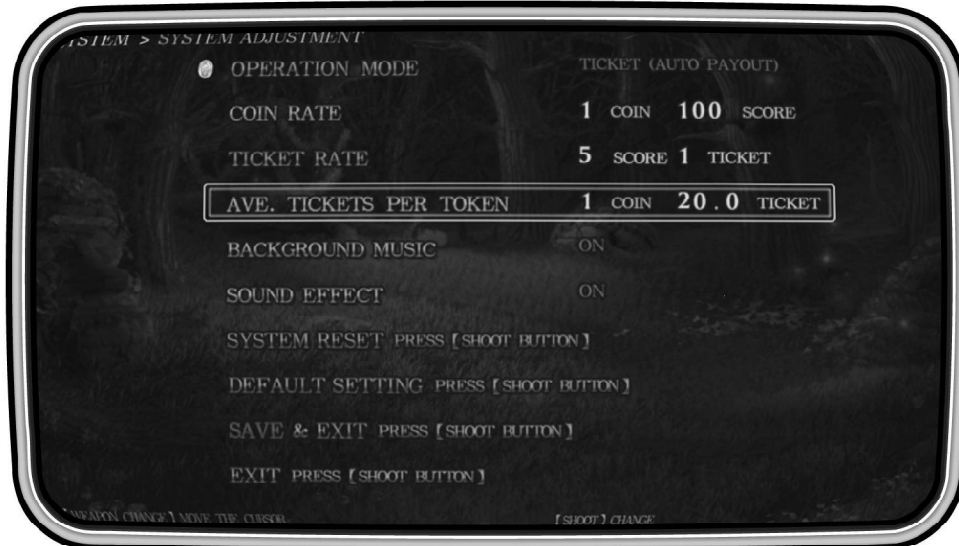 SYSTEM > SYSTEM ADJUSTMENT
OPERATION MODE TICKET (AUTO PAYOUT)
COIN RATE 1 COIN 100 SCORE
TICKET RATE 5 SCORE 1 TICKET
AVE. TICKETS PER TOKEN 1 COIN 20.0 TICKET
BACKGROUND MUSIC ON
SOUND EFFECT ON
SYSTEM RESET PRESS [SHOOT BUTTON]
DEFAULT SETTING PRESS [SHOOT BUTTON]
SAVE & EXIT PRESS [SHOOT BUTTON]
EXIT PRESS [SHOOT BUTTON]
[WEAPON CHANGE] MOVE THE CURSOR [SHOOT] CHANGE